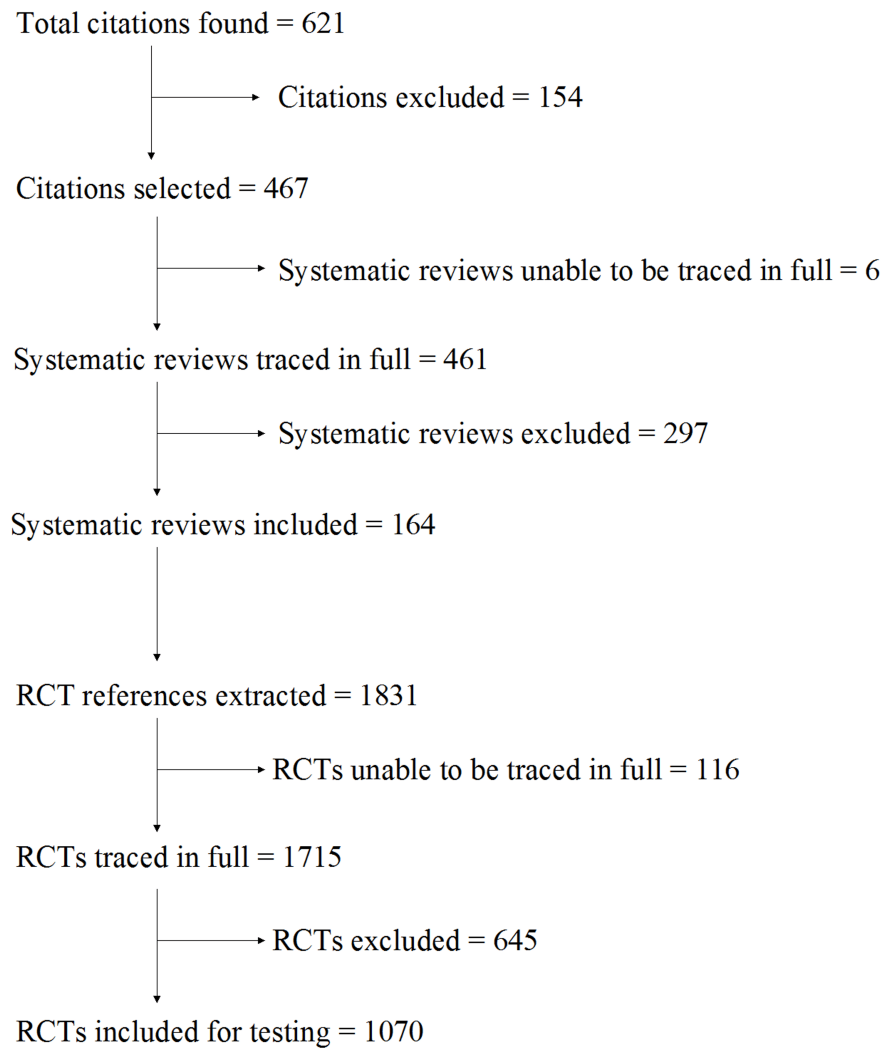 Total citations found = 621
Citations excluded = 154
Citations selected = 467
Systematic reviews unable to be traced in full = 6
Systematic reviews traced in full = 461
Systematic reviews excluded = 297
Systematic reviews included = 164
RCT references extracted = 1831
RCTs unable to be traced in full = 116
RCTs traced in full = 1715
RCTs excluded = 645
RCTs included for testing = 1070